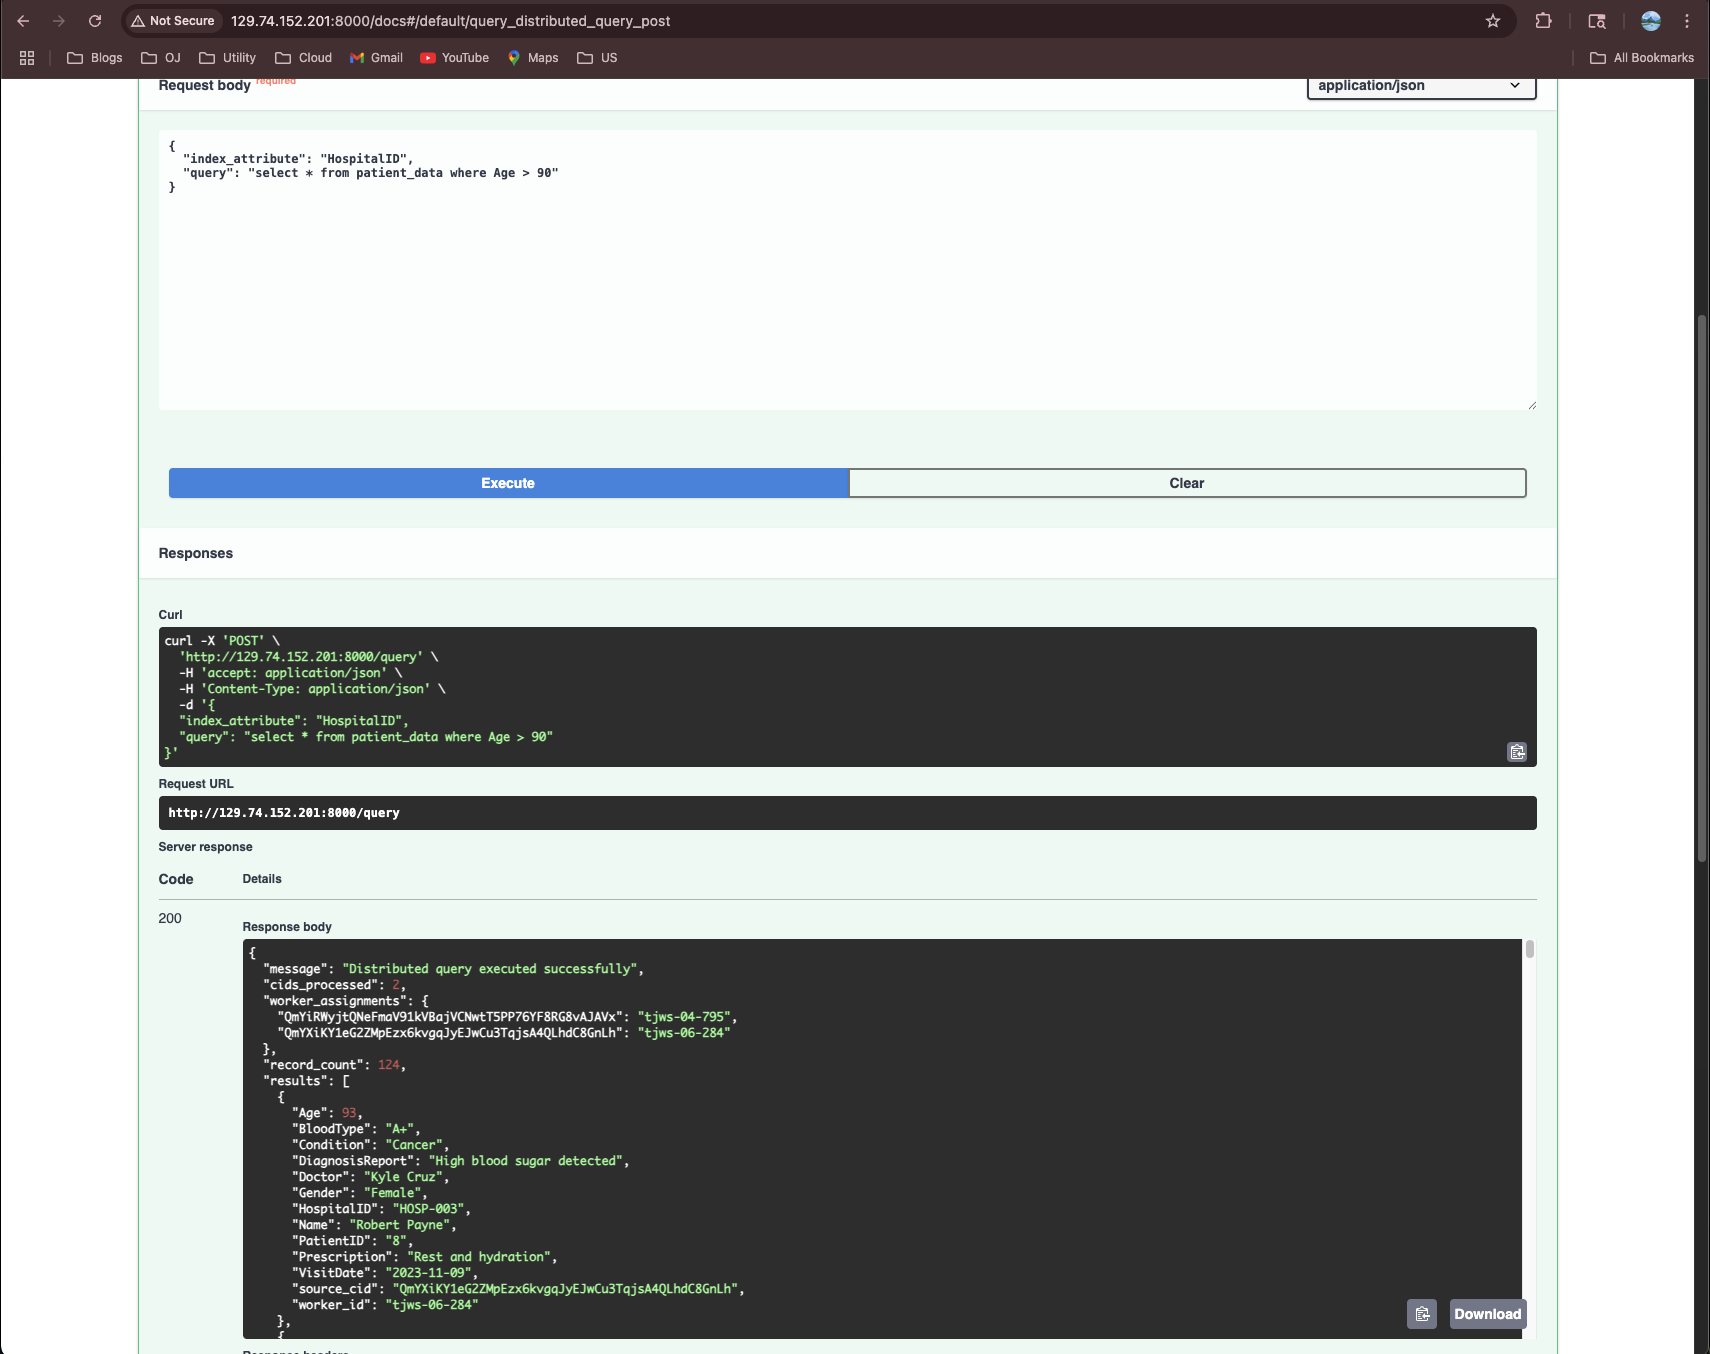 Not Secure 129.74.152.201:8000/docs#/default/query_distributed_query_post
Blogs OJ Utility Cloud Gmail YouTube Maps US All Bookmarks
Request body required
application/json
{
"index_attribute": "HospitalID",
"query": "select * from patient_data where Age > 90"
}
Execute
Clear
Responses
Curl
curl -X 'POST' \
'http://129.74.152.201:8000/query' \
-H 'accept: application/json' \
-H 'Content-Type: application/json' \
-d '{
"index_attribute": "HospitalID",
"query": "select * from patient_data where Age > 90"
}'
Request URL
http://129.74.152.201:8000/query
Server response
Code Details
200
Response body
{
"message": "Distributed query executed successfully",
"cids_processed": 2,
"worker_assignments": {
"QmYiRWyjtQNeFmaV91kVBajVCNwtT5PP76YF8RG8vAJAVx": "tjws-04-795",
"QmYXiKY1eG2ZMpEzx6kvgqJyEJwCu3TqjsA4QLhdC8GnLh": "tjws-06-284"
},
"record_count": 124,
"results": [
{
"Age": 93,
"BloodType": "A+",
"Condition": "Cancer",
"DiagnosisReport": "High blood sugar detected",
"Doctor": "Kyle Cruz",
"Gender": "Female",
"HospitalID": "HOSP-003",
"Name": "Robert Payne",
"PatientID": "8",
"Prescription": "Rest and hydration",
"VisitDate": "2023-11-09",
"source_cid": "QmYXiKY1eG2ZMpEzx6kvgqJyEJwCu3TqjsA4QLhdC8GnLh",
"worker_id": "tjws-06-284"
},
{
Download
Response headers